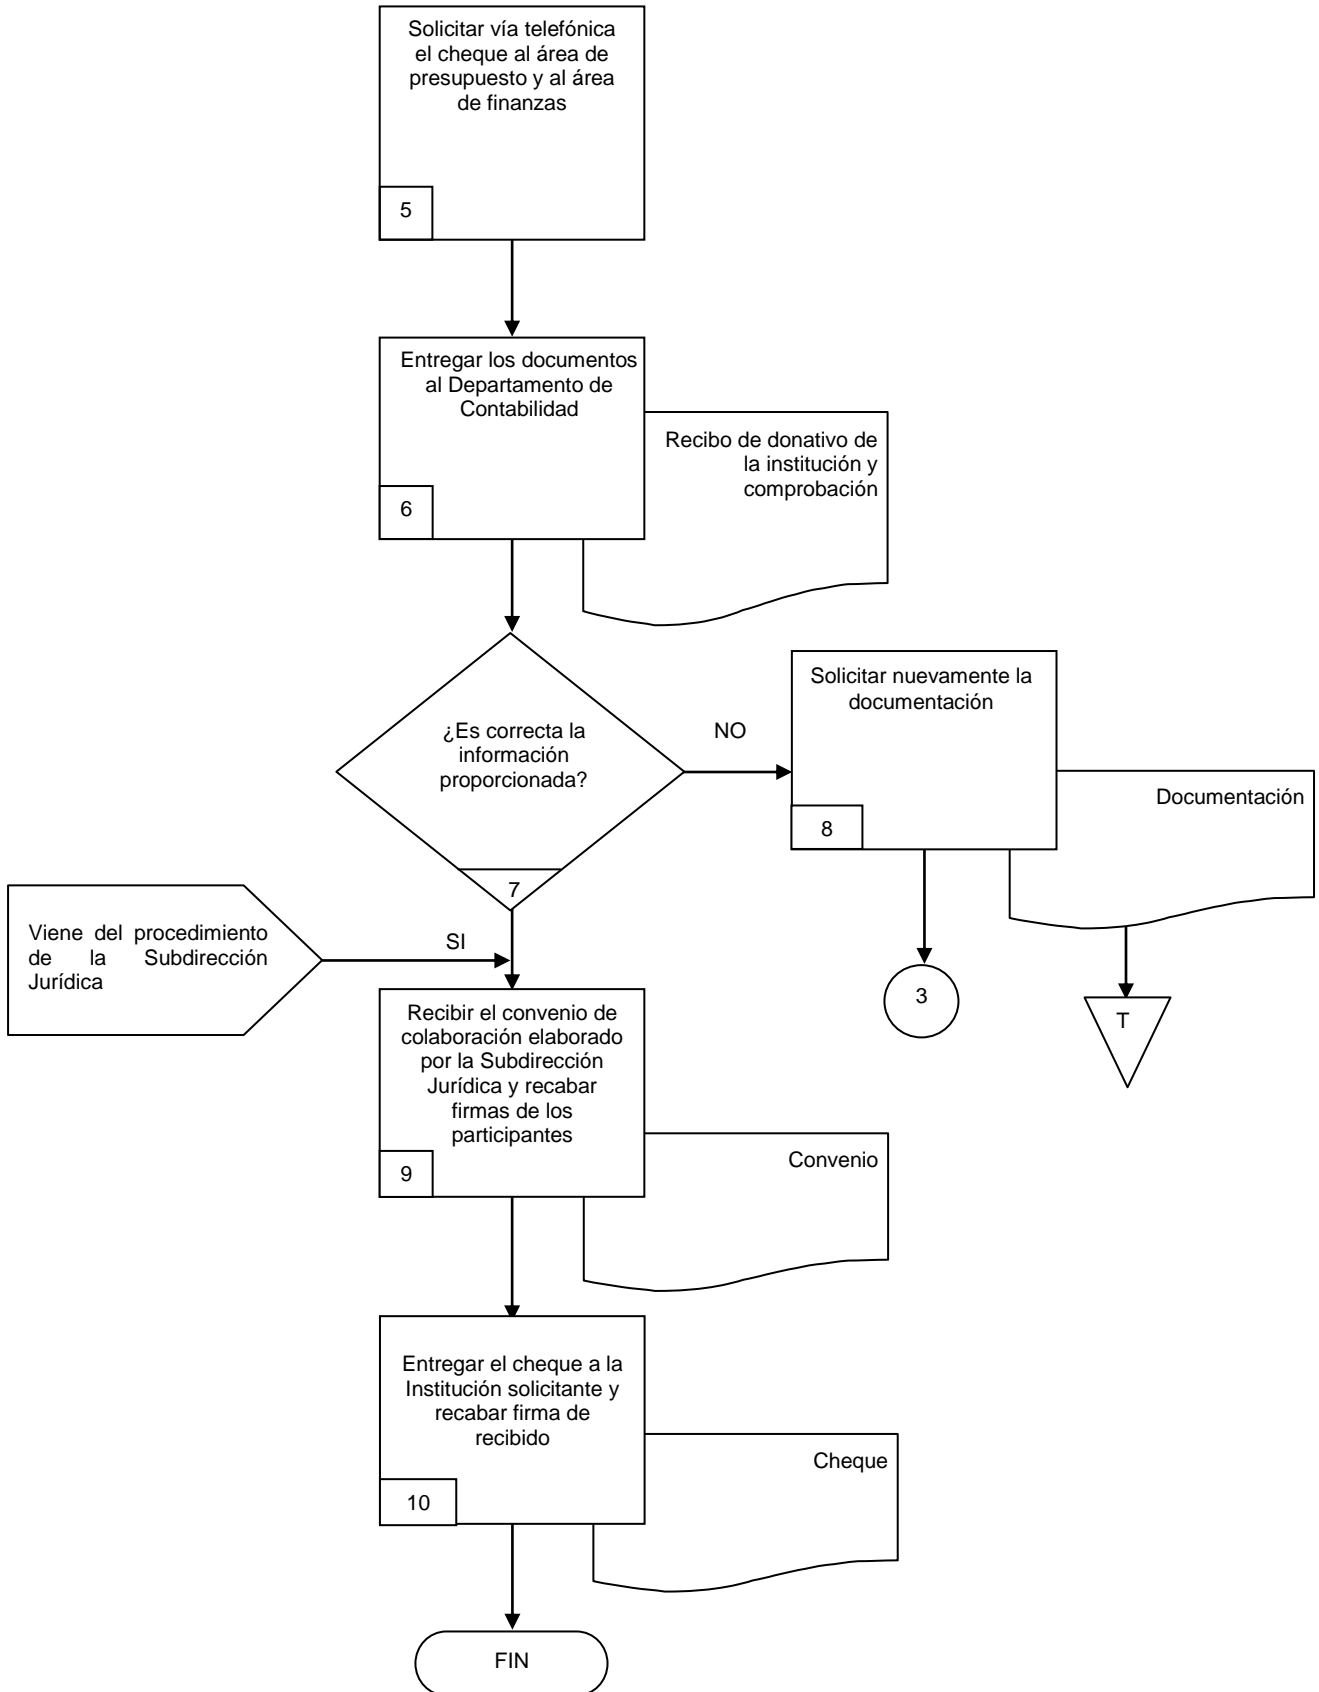 Solicitar vía telefónica
el cheque al área de
presupuesto y al área
de finanzas
5
Entregar los documentos
al Departamento de
Contabilidad
6
Recibo de donativo de
la institución y
comprobación
¿Es correcta la
información
proporcionada?
7
NO
Solicitar nuevamente la
documentación
8
Documentación
3
T
Viene del procedimiento
de la Subdirección
Jurídica
SI
Recibir el convenio de
colaboración elaborado
por la Subdirección
Jurídica y recabar
firmas de los
participantes
9
Convenio
Entregar el cheque a la
Institución solicitante y
recabar firma de
recibido
10
Cheque
FIN